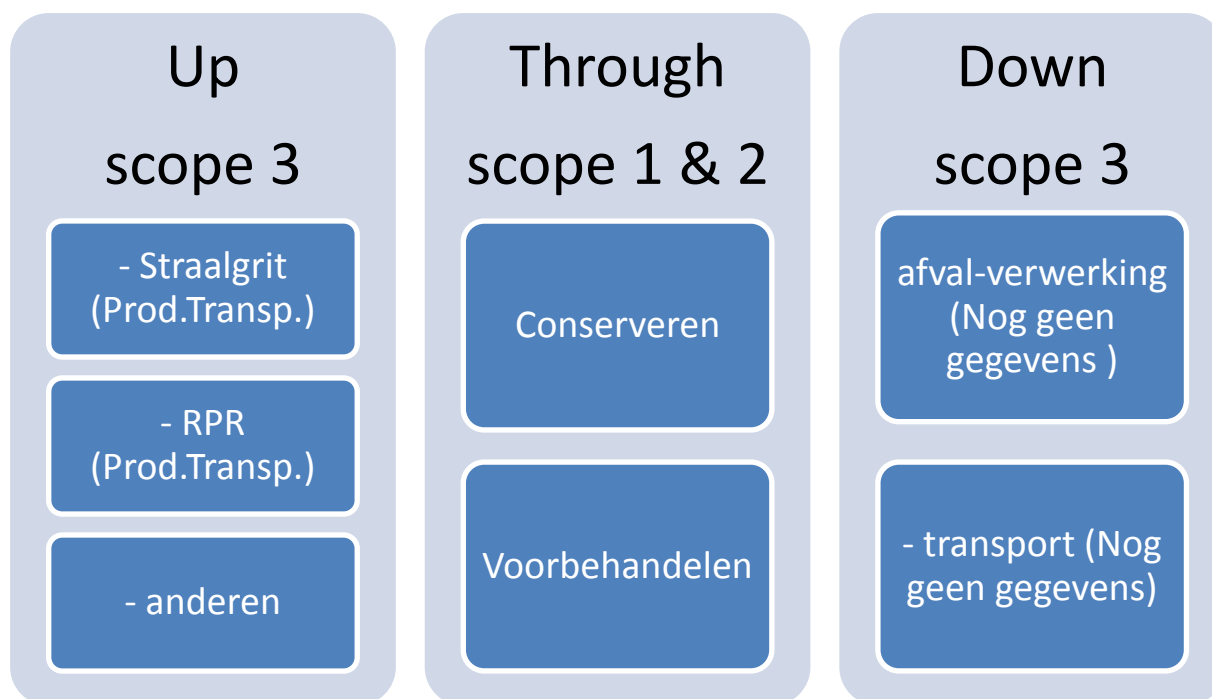 Up
scope 3
- Straalgrit
(Prod.Transp.)
- RPR
(Prod.Transp.)
- anderen
Through
scope 1 & 2
Conserveren
Voorbehandelen
Down
scope 3
afval-verwerking
(Nog geen
gegevens )
- transport (Nog
geen gegevens)